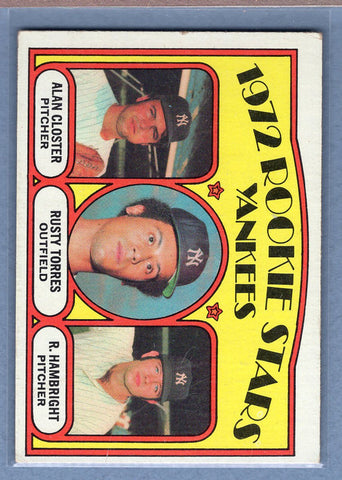 1972 ROOKIE STARS
YANKEES
ALAN CLOSTER
PITCHER
RUSTY TORRES
OUTFIELD
R. HAMBRIGHT
PITCHER